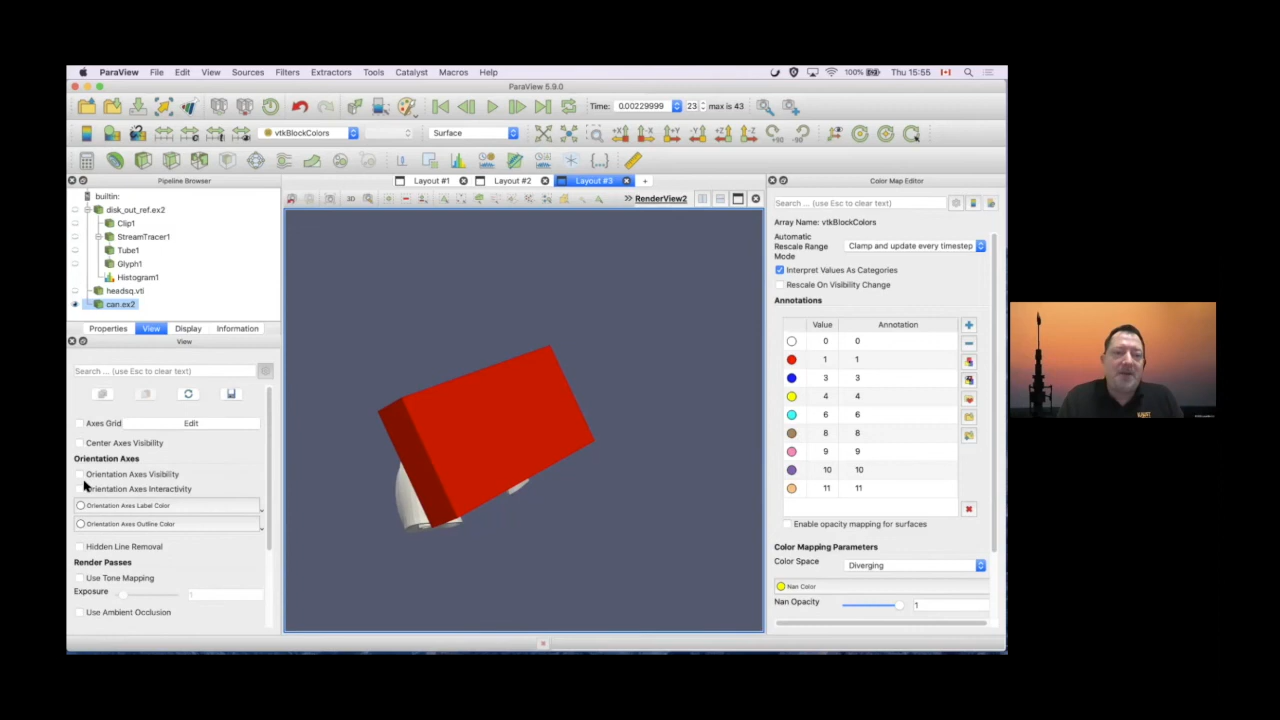 ParaView File Edit View Sources Filters Extractors Tools Catalyst Macros Help 100% Thu 15:55
ParaView 5.9.0
Time: 0.00229999 23 max is 43
vtkBlockColors Surface +X -X +Y -Y +Z -Z +90 -90
Layout #1 Layout #2 Layout #3 +
Pipeline Browser
Color Map Editor
3D >> RenderView2
builtin:
disk_out_ref.ex2
Clip1
StreamTracer1
Tube1
Glyph1
Histogram1
headsq.vti
can.ex2
Properties View Display Information
View
Search ... (use Esc to clear text)
Axes Grid Edit
Center Axes Visibility
Orientation Axes
Orientation Axes Visibility
Orientation Axes Interactivity
Orientation Axes Label Color
Orientation Axes Outline Color
Hidden Line Removal
Render Passes
Use Tone Mapping
Exposure 1
Use Ambient Occlusion
Search ... (use Esc to clear text)
Array Name: vtkBlockColors
Automatic Rescale Range Mode Clamp and update every timestep
Interpret Values As Categories
Rescale On Visibility Change
Annotations
Value Annotation
0 0
1 1
3 3
4 4
6 6
8 8
9 9
10 10
11 11
Enable opacity mapping for surfaces
Color Mapping Parameters
Color Space Diverging
Nan Color
Nan Opacity 1